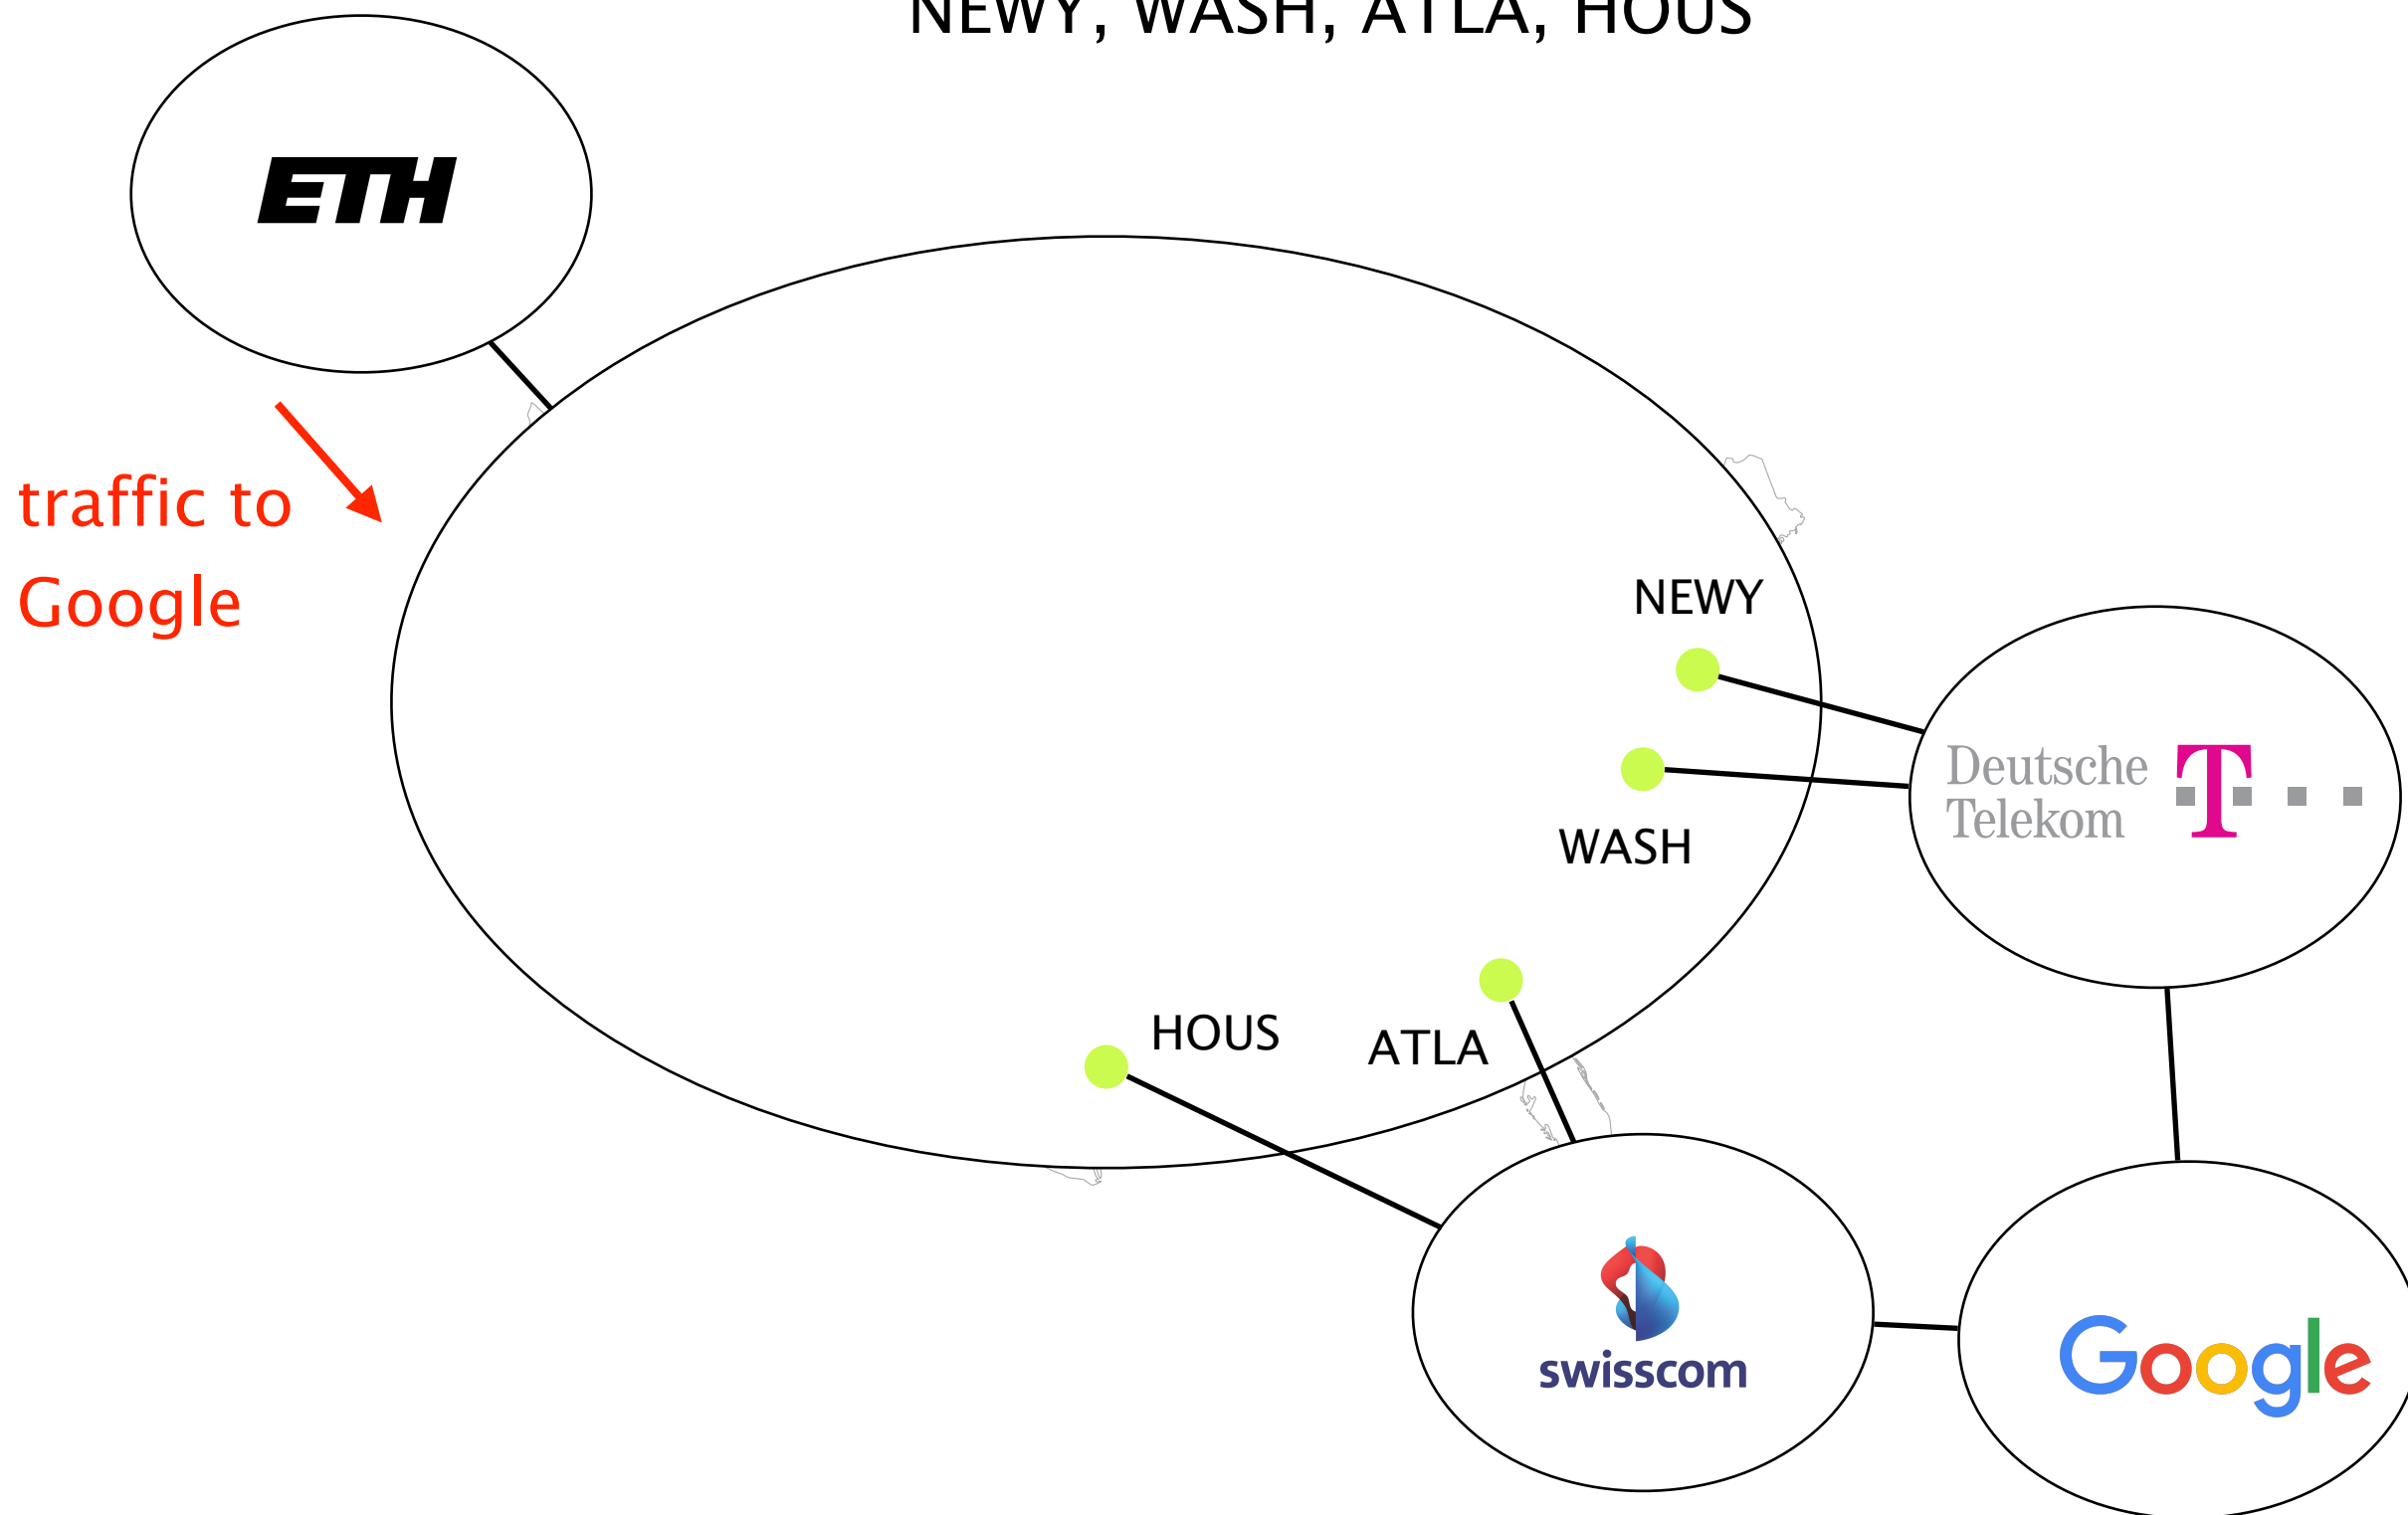 NEWY, WASH, ATLA, HOUS
ETH
traffic to
Google
NEWY
WASH
Deutsche
Telekom
T
HOUS
ATLA
swisscom
Google